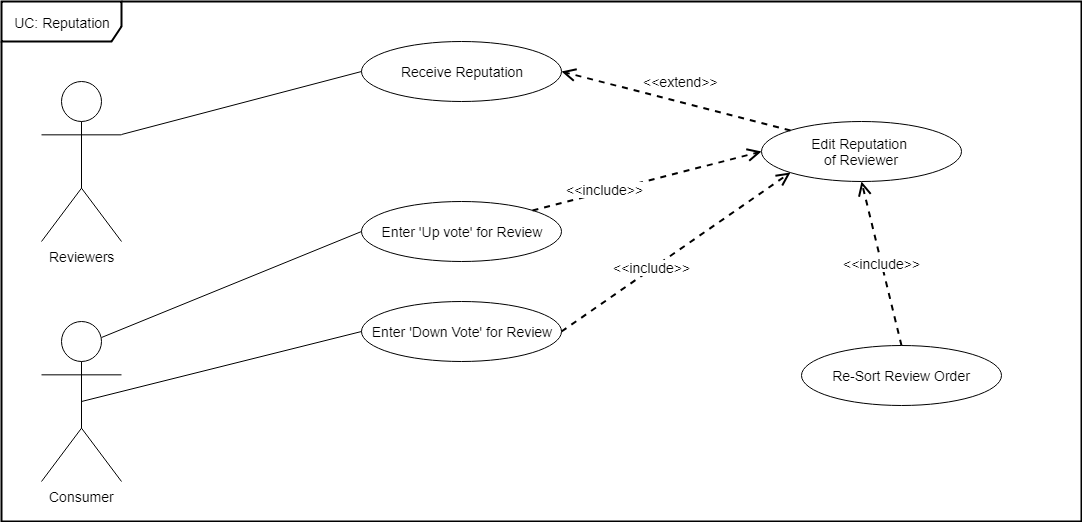 UC: Reputation
Receive Reputation
<<extend>>
Edit Reputation
of Reviewer
<<include>>
Enter 'Up vote' for Review
Reviewers
<<include>>
<<include>>
Enter 'Down Vote' for Review
Re-Sort Review Order
Consumer